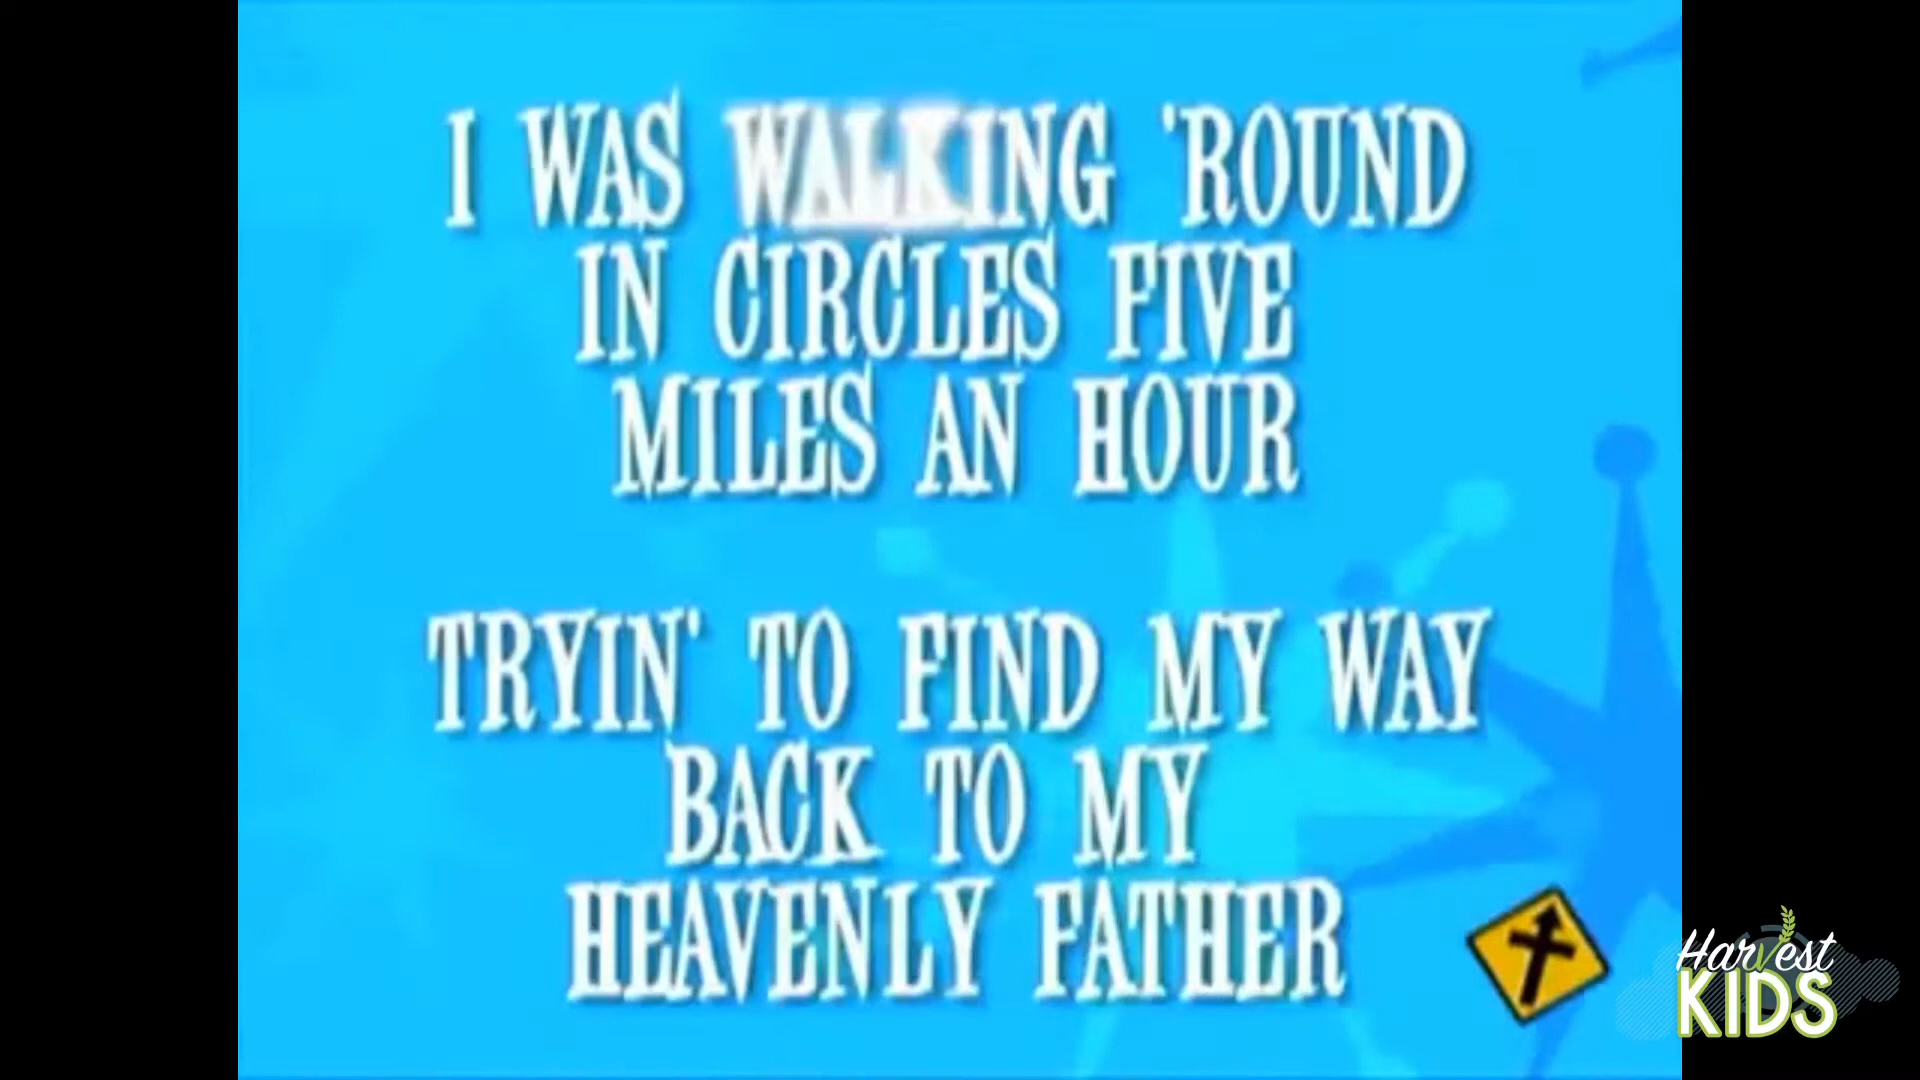 I WAS WALKING 'ROUND
IN CIRCLES FIVE
MILES AN HOUR
TRYIN' TO FIND MY WAY
BACK TO MY
HEAVENLY FATHER
Harvest
KIDS